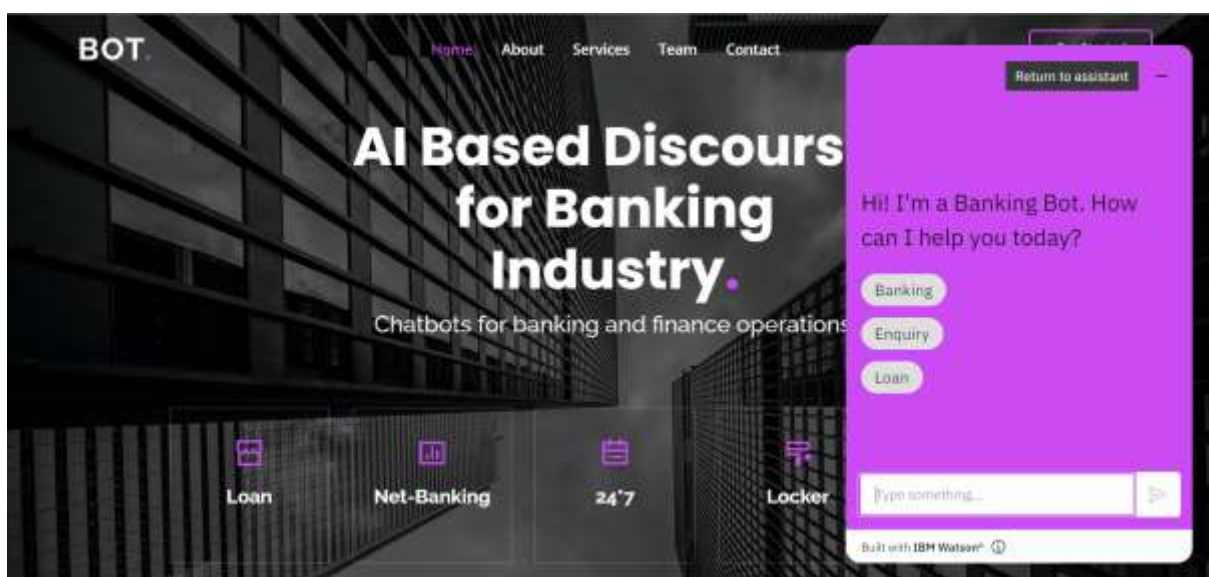 BOT.
Home About Services Team Contact
Return to assistant
AI Based Discours
for Banking
Industry.
Chatbots for banking and finance operations
Loan
Net-Banking
24*7
Locker
Hi! I'm a Banking Bot. How
can I help you today?
Banking
Enquiry
Loan
Type something...
Built with IBM Watson®